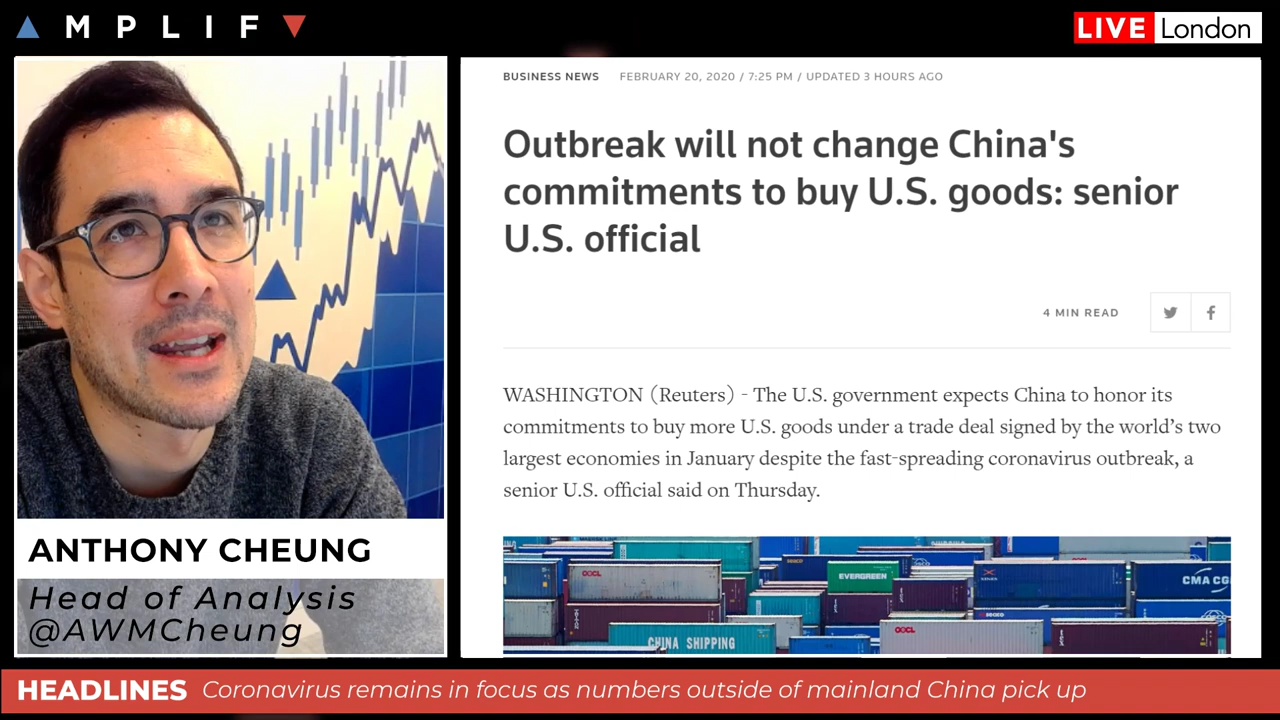 AMPLIFY
LIVE London
BUSINESS NEWS FEBRUARY 20, 2020 / 7:25 PM / UPDATED 3 HOURS AGO
Outbreak will not change China's
commitments to buy U.S. goods: senior
U.S. official
4 MIN READ
WASHINGTON (Reuters) - The U.S. government expects China to honor its
commitments to buy more U.S. goods under a trade deal signed by the world’s two
largest economies in January despite the fast-spreading coronavirus outbreak, a
senior U.S. official said on Thursday.
OOCL
EVERGREEN
CMA CG
CHINA SHIPPING
OOCL
ANTHONY CHEUNG
Head of Analysis
@AWMCheung
HEADLINES Coronavirus remains in focus as numbers outside of mainland China pick up